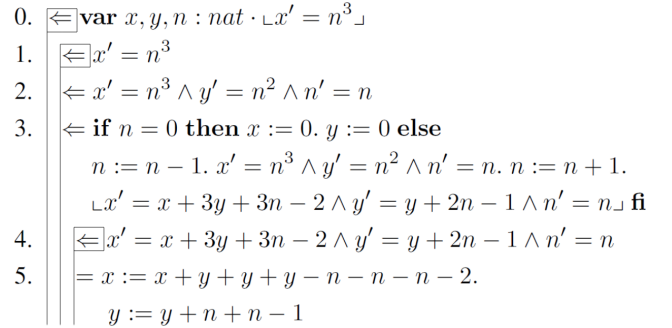 0. ⇐ var x, y, n : nat · ⌞x′ = n³⌟
1. ⇐ x′ = n³
2. ⇐ x′ = n³ ∧ y′ = n² ∧ n′ = n
3. ⇐ if n = 0 then x := 0. y := 0 else
n := n − 1. x′ = n³ ∧ y′ = n² ∧ n′ = n. n := n + 1.
⌞x′ = x + 3y + 3n − 2 ∧ y′ = y + 2n − 1 ∧ n′ = n⌟ fi
4. ⇐ x′ = x + 3y + 3n − 2 ∧ y′ = y + 2n − 1 ∧ n′ = n
5. = x := x + y + y + y − n − n − n − 2.
y := y + n + n − 1